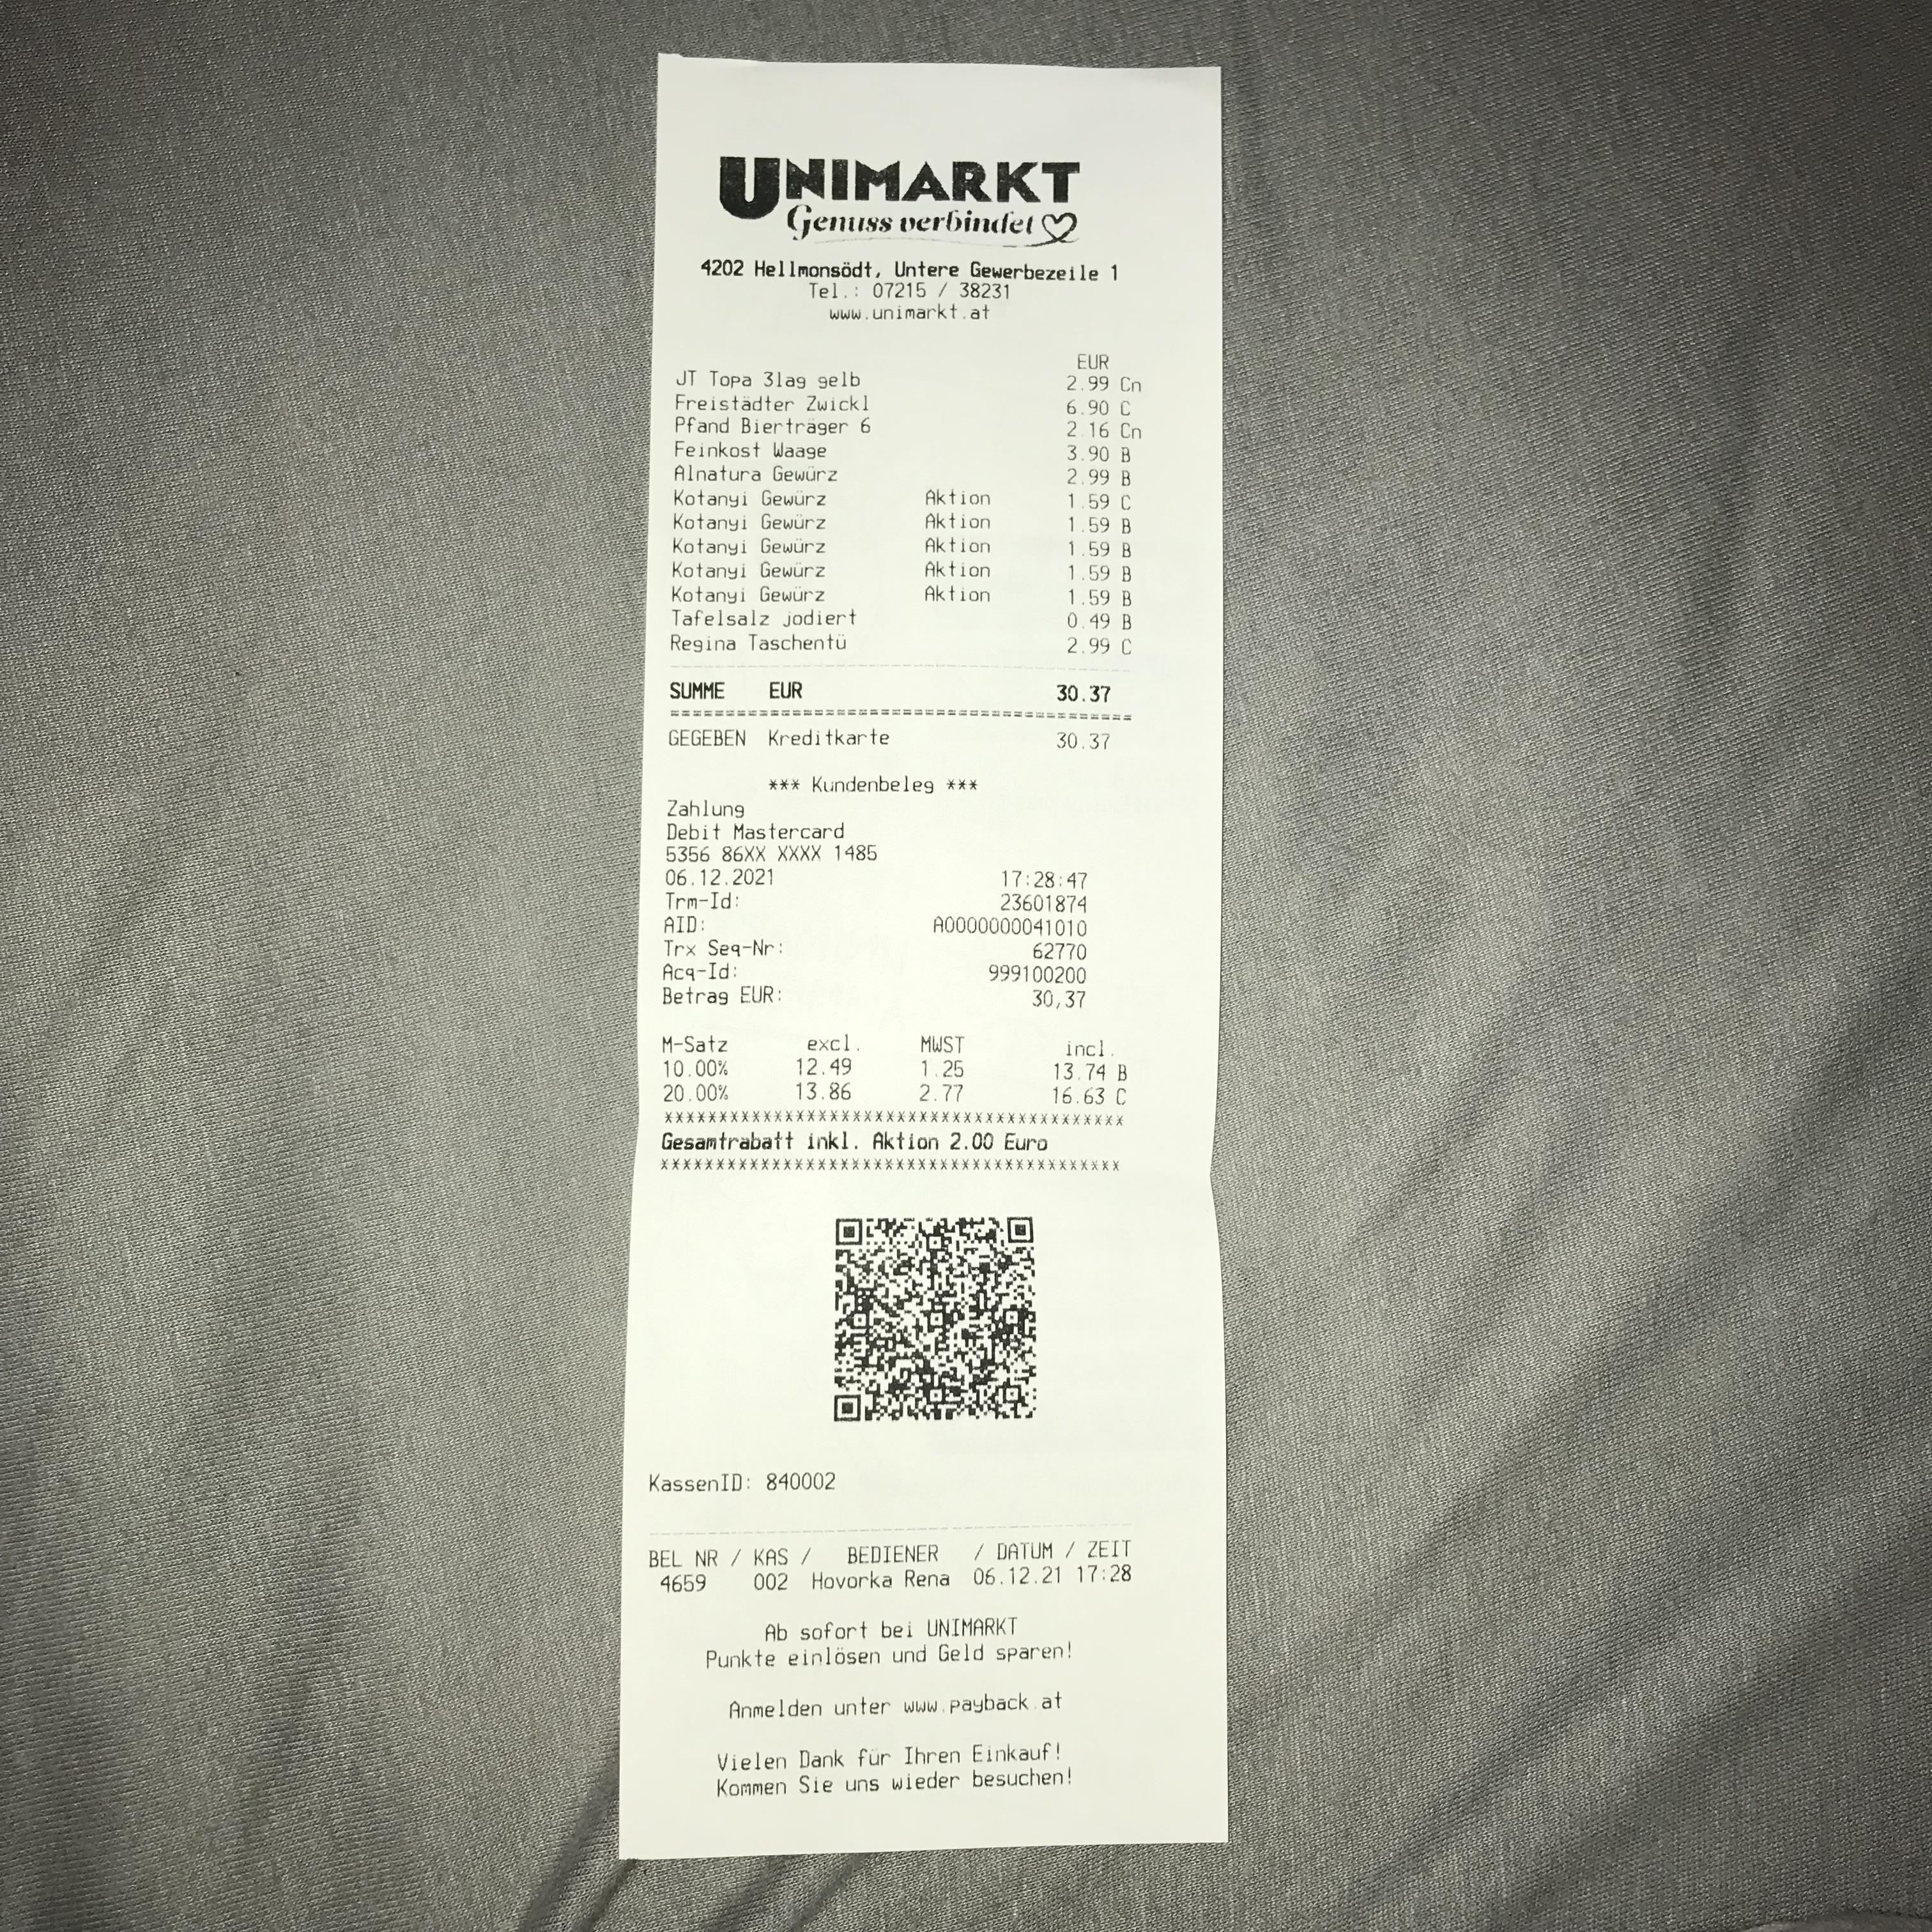 UNIMARKT
Genuss verbindet
4202 Hellmonsödt, Untere Gewerbezeile 1
Tel.: 07215 / 38231
www.unimarkt.at
EUR
JT Topa 3lag gelb 2.99 Cn
Freistädter Zwickl 6.90 C
Pfand Bierträger 6 2.16 Cn
Feinkost Waage 3.90 B
Alnatura Gewürz 2.99 B
Kotanyi Gewürz Aktion 1.59 C
Kotanyi Gewürz Aktion 1.59 B
Kotanyi Gewürz Aktion 1.59 B
Kotanyi Gewürz Aktion 1.59 B
Kotanyi Gewürz Aktion 1.59 B
Tafelsalz jodiert 0.49 B
Regina Taschentü 2.99 C
SUMME EUR 30.37
==========================================
GEGEBEN Kreditkarte 30.37
*** Kundenbeleg ***
Zahlung
Debit Mastercard
5356 86XX XXXX 1485
06.12.2021 17:28:47
Trm-Id: 23601874
AID: A0000000041010
Trx Seq-Nr: 62770
Acq-Id: 999100200
Betrag EUR: 30,37
M-Satz excl. MWST incl.
10.00% 12.49 1.25 13.74 B
20.00% 13.86 2.77 16.63 C
xxxxxxxxxxxxxxxxxxxxxxxxxxxxxxxxxxxxxxxxxx
Gesamtrabatt inkl. Aktion 2.00 Euro
xxxxxxxxxxxxxxxxxxxxxxxxxxxxxxxxxxxxxxxxxx
KassenID: 840002
BEL NR / KAS / BEDIENER / DATUM / ZEIT
4659 002 Hovorka Rena 06.12.21 17:28
Ab sofort bei UNIMARKT
Punkte einlösen und Geld sparen!
Anmelden unter www.payback.at
Vielen Dank für Ihren Einkauf!
Kommen Sie uns wieder besuchen!